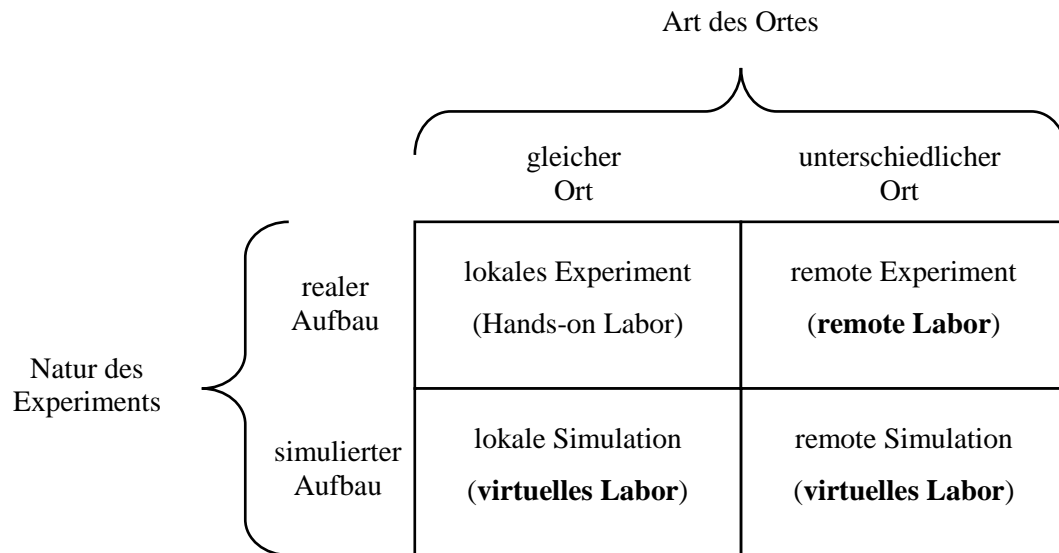 Art des Ortes
gleicher
Ort
unterschiedlicher
Ort
realer
Aufbau
lokales Experiment
(Hands-on Labor)
remote Experiment
(remote Labor)
Natur des
Experiments
simulierter
Aufbau
lokale Simulation
(virtuelles Labor)
remote Simulation
(virtuelles Labor)